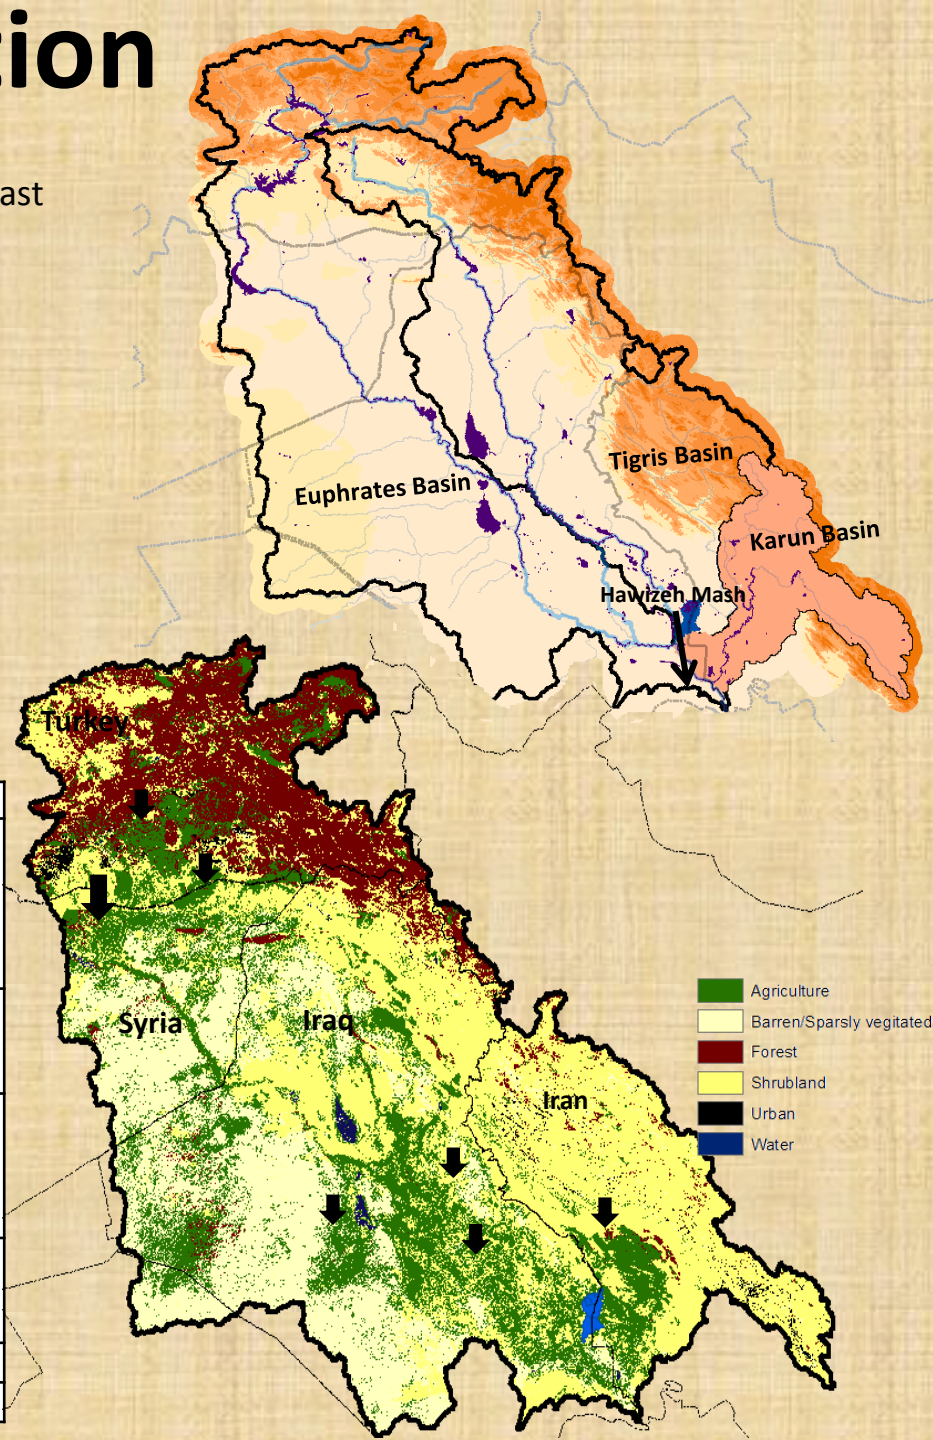 tion
ast
Tigris Basin
Euphrates Basin
Karun Basin
Hawizeh Mash
Turkey
Syria
Iraq
Iran
Agriculture
Barren/Sparsly vegitated
Forest
Shrubland
Urban
Water